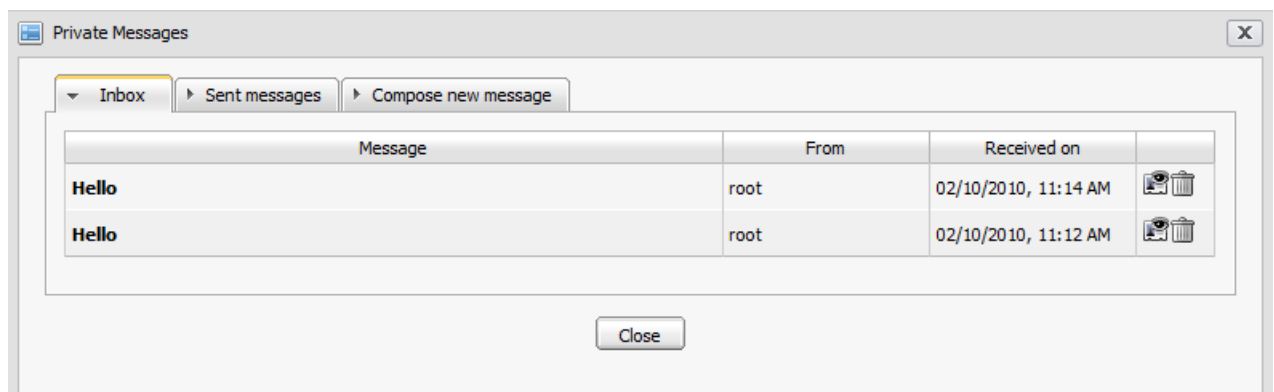 Private Messages
X
Inbox Sent messages Compose new message
Message From Received on
Hello root 02/10/2010, 11:14 AM
Hello root 02/10/2010, 11:12 AM
Close